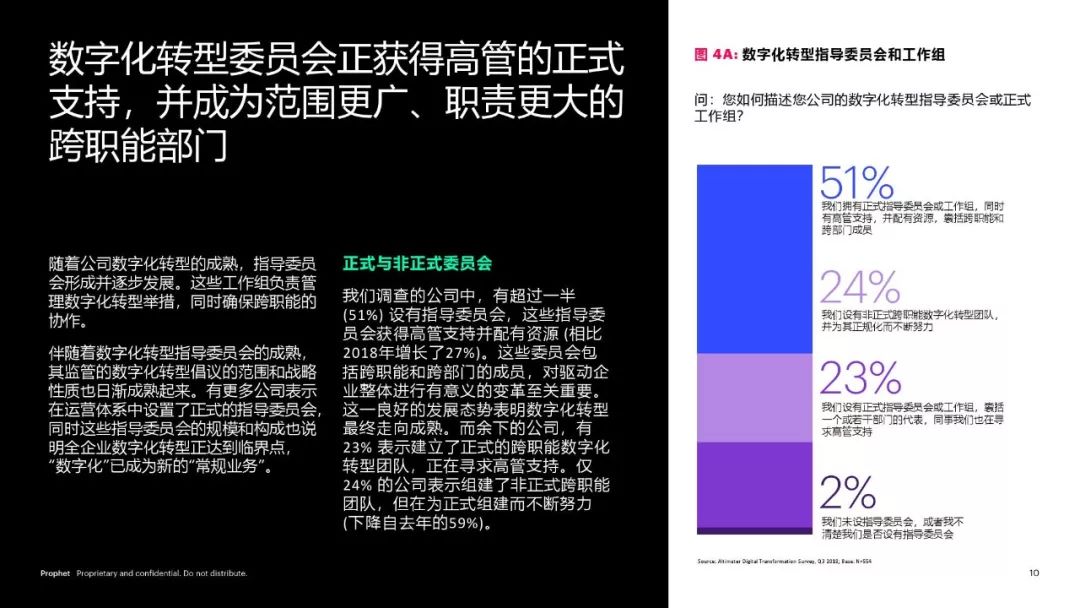 数字化转型委员会正获得高管的正式
支持，并成为范围更广、职责更大的
跨职能部门
随着公司数字化转型的成熟，指导委员
会形成并逐步发展。这些工作组负责管
理数字化转型举措，同时确保跨职能的
协作。
伴随着数字化转型指导委员会的成熟，
其监管的数字化转型倡议的范围和战略
性质也日渐成熟起来。有更多公司表示
在运营体系中设置了正式的指导委员会，
同时这些指导委员会的规模和构成也说
明全企业数字化转型正达到临界点，
“数字化”已成为新的“常规业务”。
正式与非正式委员会
我们调查的公司中，有超过一半
(51%) 设有指导委员会，这些指导委
员会获得高管支持并配有资源 (相比
2018年增长了27%)。这些委员会包
括跨职能和跨部门的成员，对驱动企
业整体进行有意义的变革至关重要。
这一良好的发展态势表明数字化转型
最终走向成熟。而余下的公司，有
23% 表示建立了正式的跨职能数字化
转型团队，正在寻求高管支持。仅
24% 的公司表示组建了非正式跨职能
团队，但在为正式组建而不断努力
(下降自去年的59%)。
图 4A: 数字化转型指导委员会和工作组
问：您如何描述您公司的数字化转型指导委员会或正式
工作组？
51%
我们拥有正式指导委员会或工作组，同时
有高管支持，并配有资源，囊括跨职能和
跨部门成员
24%
我们设有非正式跨职能数字化转型团队，
并为其正规化而不断努力
23%
我们设有正式指导委员会或工作组，囊括
一个或若干部门的代表，同事我们也在寻
求高管支持
2%
我们未设指导委员会，或者我不
清楚我们是否设有指导委员会
Source: Altimeter Digital Transformation Survey, Q3 2019, Base: N=554
Prophet Proprietary and confidential. Do not distribute.
10